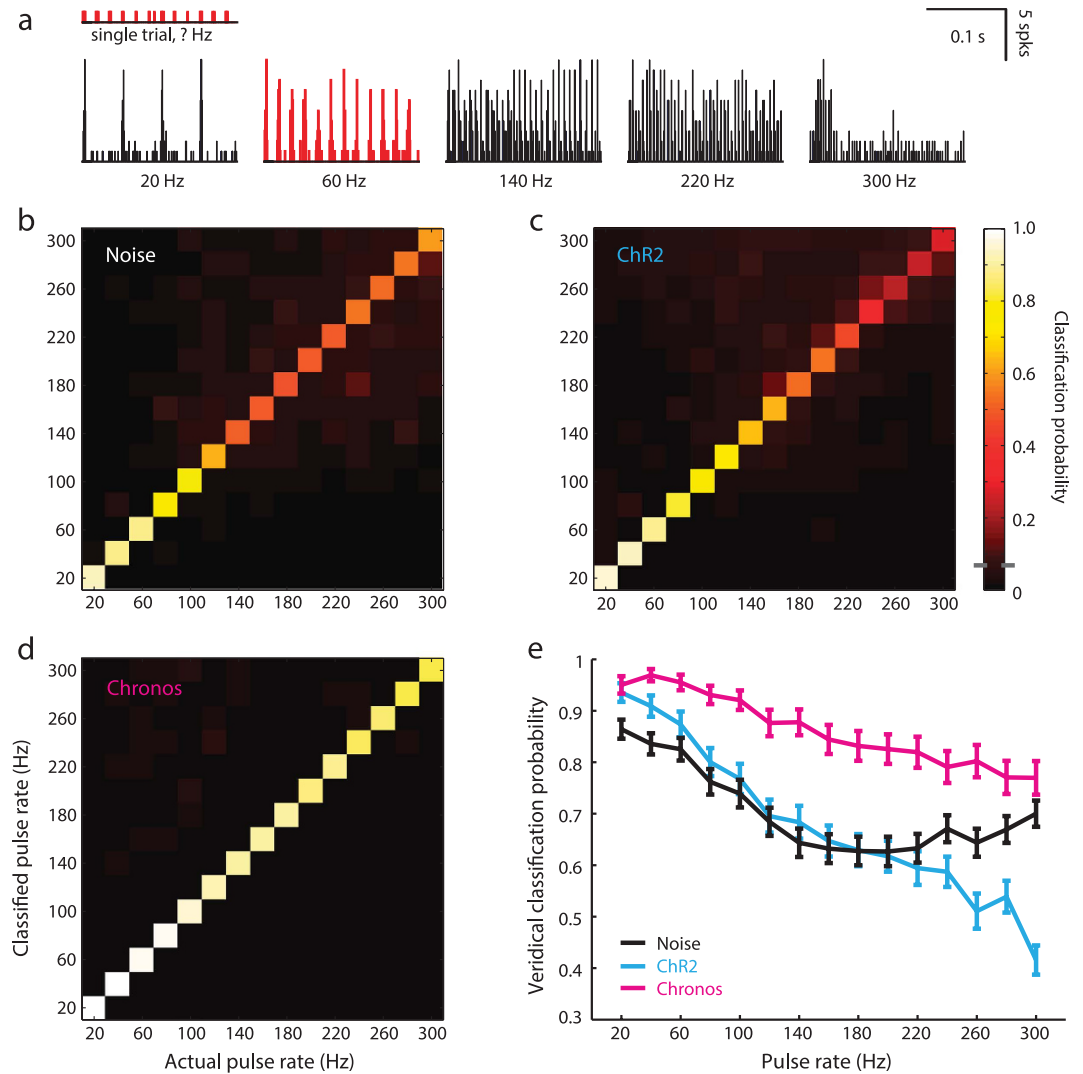 a
single trial, ? Hz
0.1 s
5 spks
20 Hz
60 Hz
140 Hz
220 Hz
300 Hz
b
Noise
300
260
220
180
140
100
60
20
20 60 100 140 180 220 260 300
c
ChR2
300
260
220
180
140
100
60
20
20 60 100 140 180 220 260 300
1.0
0.8
0.6
0.4
0.2
0
Classification probability
d
Chronos
Classified pulse rate (Hz)
300
260
220
180
140
100
60
20
20 60 100 140 180 220 260 300
Actual pulse rate (Hz)
e
Veridical classification probability
1
0.9
0.8
0.7
0.6
0.5
0.4
0.3
Noise
ChR2
Chronos
20 60 100 140 180 220 260 300
Pulse rate (Hz)